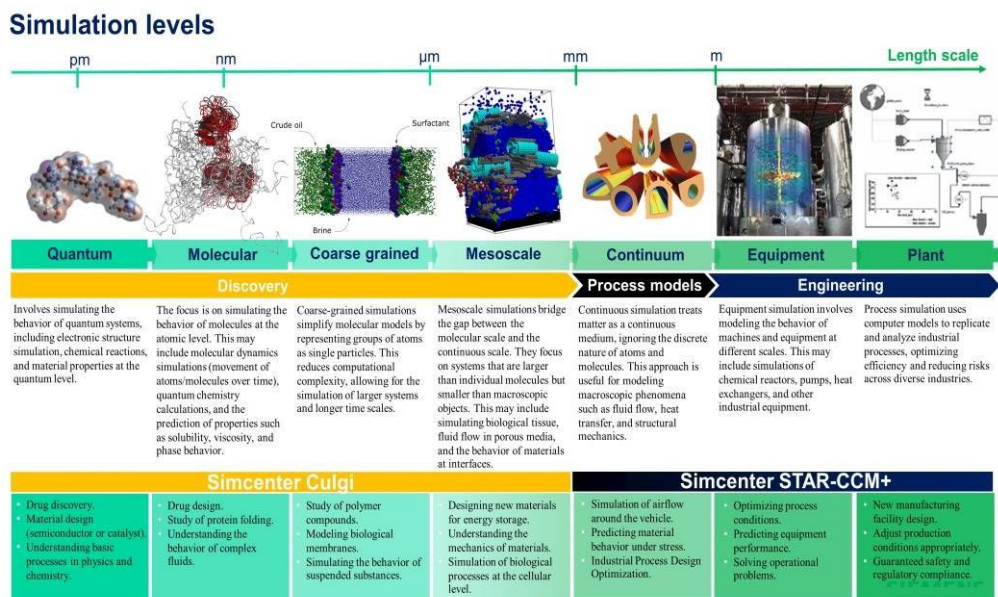 Simulation levels
pm
nm
μm
mm
m
Length scale
Crude oil
Surfactant
Brine
Quantum
Molecular
Coarse grained
Mesoscale
Continuum
Equipment
Plant
Discovery
Process models
Engineering
Involves simulating the
behavior of quantum systems,
including electronic structure
simulation, chemical reactions,
and material properties at the
quantum level.
The focus is on simulating the
behavior of molecules at the
atomic level. This may
include molecular dynamics
simulations (movement of
atoms/molecules over time),
quantum chemistry
calculations, and the
prediction of properties such
as solubility, viscosity, and
phase behavior.
Coarse-grained simulations
simplify molecular models by
representing groups of atoms
as single particles. This
reduces computational
complexity, allowing for the
simulation of larger systems
and longer time scales.
Mesoscale simulations bridge
the gap between the
molecular scale and the
continuous scale. They focus
on systems that are larger
than individual molecules but
smaller than macroscopic
objects. This may include
simulating biological tissue,
fluid flow in porous media,
and the behavior of materials
at interfaces.
Continuous simulation treats
matter as a continuous
medium, ignoring the discrete
nature of atoms and
molecules. This approach is
useful for modeling
macroscopic phenomena
such as fluid flow, heat
transfer, and structural
mechanics.
Equipment simulation involves
modeling the behavior of
machines and equipment at
different scales. This may
include simulations of
chemical reactors, pumps, heat
exchangers, and other
industrial equipment.
Process simulation uses
computer models to replicate
and analyze industrial
processes, optimizing
efficiency and reducing risks
across diverse industries.
Simcenter Culgi
Simcenter STAR-CCM+
• Drug discovery.
• Material design
(semiconductor or catalyst).
• Understanding basic
processes in physics and
chemistry.
• Drug design.
• Study of protein folding.
• Understanding the
behavior of complex
fluids.
• Study of polymer
compounds.
• Modeling biological
membranes.
• Simulating the behavior of
suspended substances.
• Designing new materials
for energy storage.
• Understanding the
mechanics of materials.
• Simulation of biological
processes at the cellular
level.
• Simulation of airflow
around the vehicle.
• Predicting material
behavior under stress.
• Industrial Process Design
Optimization.
• Optimizing process
conditions.
• Predicting equipment
performance.
• Solving operational
problems.
• New manufacturing
facility design.
• Adjust production
conditions appropriately.
• Guaranteed safety and
regulatory compliance.